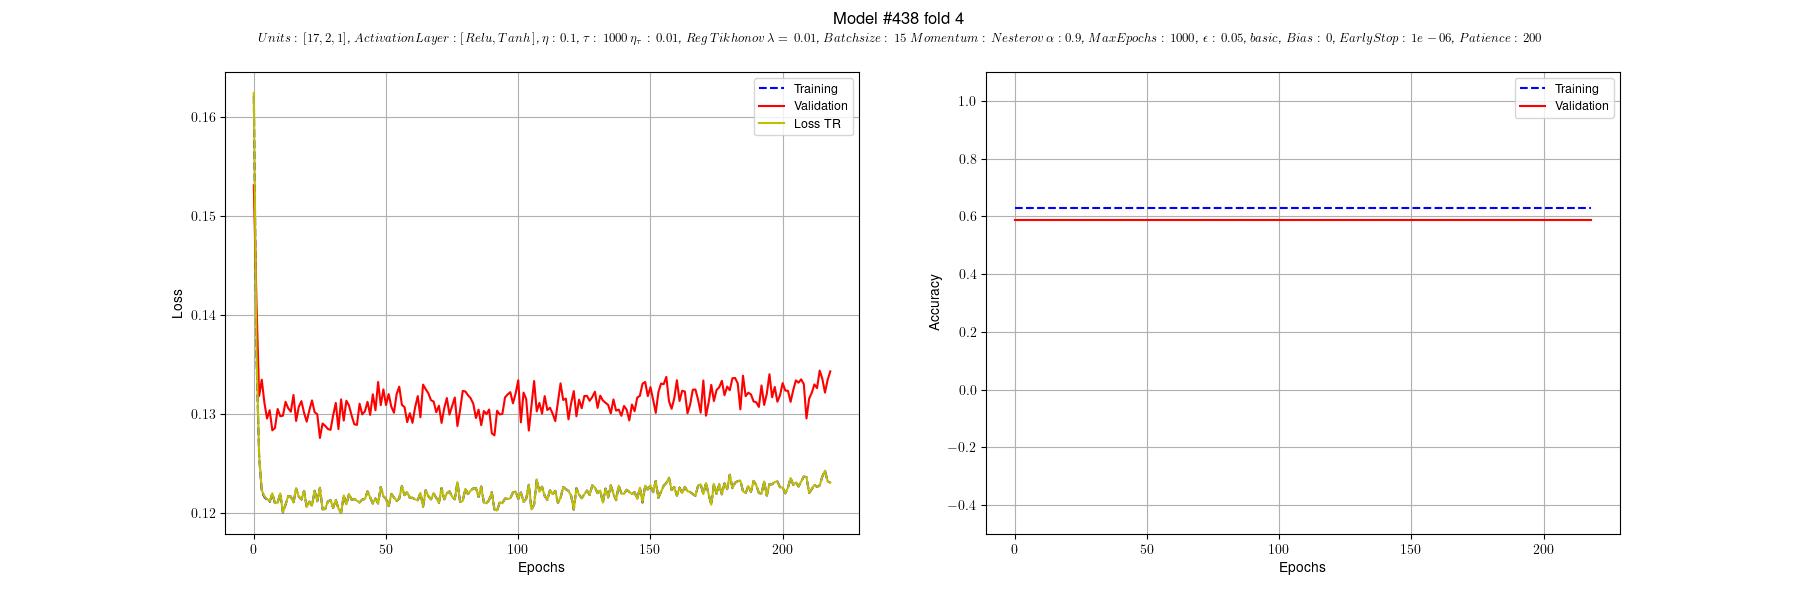 Model #438 fold 4
Units : [17, 2, 1], ActivationLayer : [Relu, Tanh], η : 0.1, τ : 1000 η_τ : 0.01, Reg Tikhonov λ = 0.01, Batchsize : 15 Momentum : Nesterov α : 0.9, MaxEpochs : 1000, ϵ : 0.05, basic, Bias : 0, EarlyStop : 1e − 06, Patience : 200
Training
Validation
Loss TR
0.16
0.15
0.14
0.13
0.12
Loss
0 50 100 150 200
Epochs
Training
Validation
1.0
0.8
0.6
0.4
0.2
0.0
−0.2
−0.4
Accuracy
0 50 100 150 200
Epochs